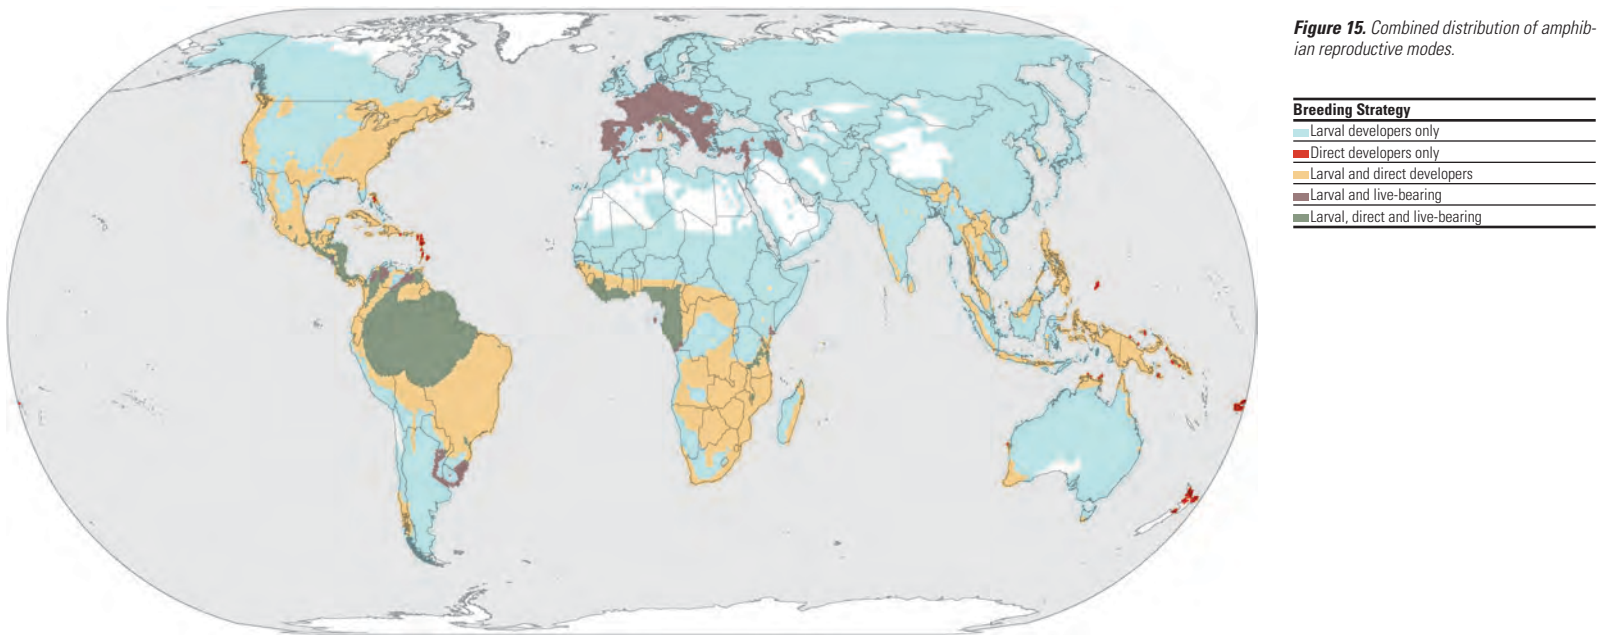 Figure 15. Combined distribution of amphib-
ian reproductive modes.
Breeding Strategy
Larval developers only
Direct developers only
Larval and direct developers
Larval and live-bearing
Larval, direct and live-bearing